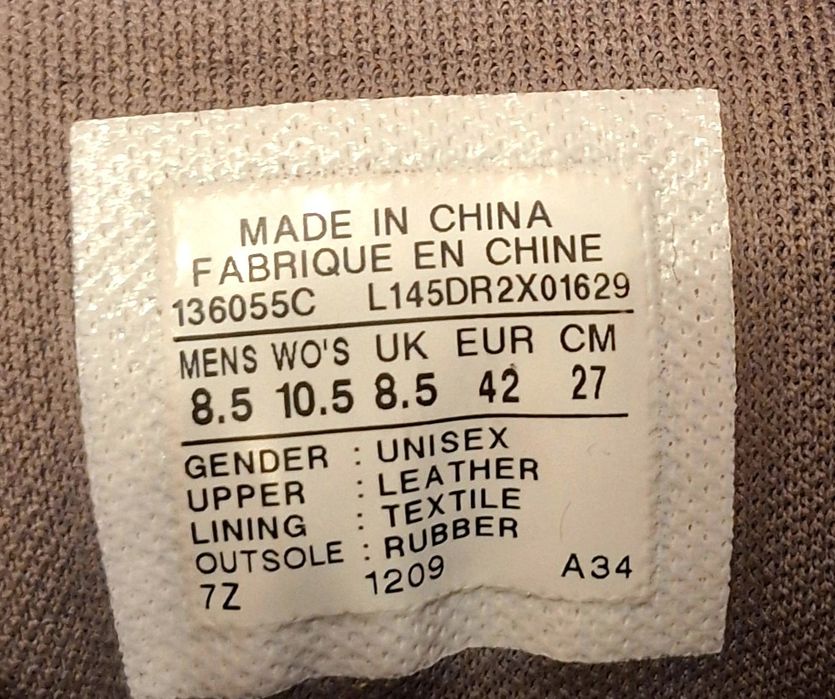 MADE IN CHINA
FABRIQUE EN CHINE
136055C L145DR2X01629
MENS WO'S UK EUR CM
8.5 10.5 8.5 42 27
GENDER : UNISEX
UPPER : LEATHER
LINING : TEXTILE
OUTSOLE : RUBBER
7Z 1209 A34